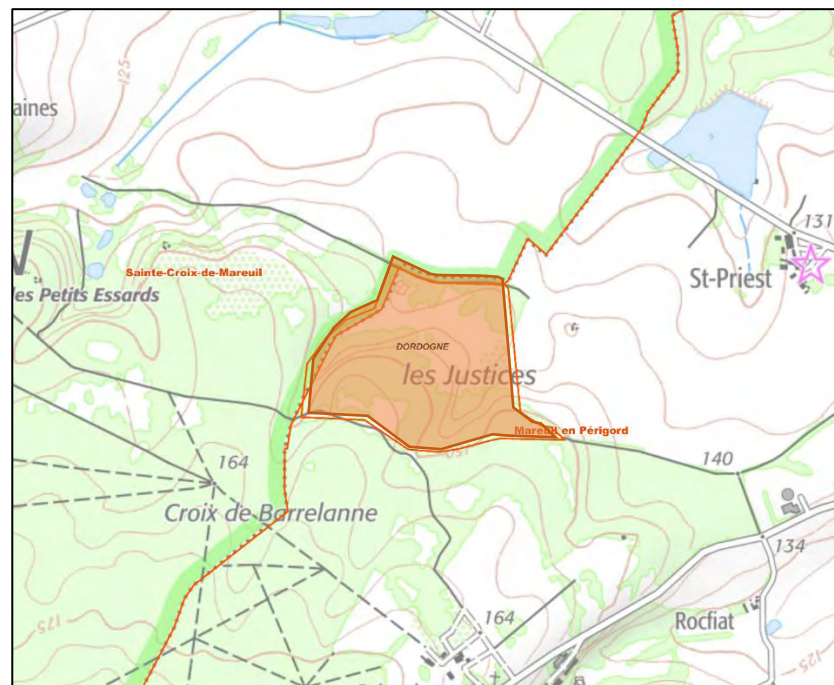 125
aines
131
St-Priest
Sainte-Croix-de-Mareuil
N
les Petits Essards
DORDOGNE
les Justices
Mareuil en Périgord
164
140
Croix de Barrelanne
134
164
Rocfiat
175